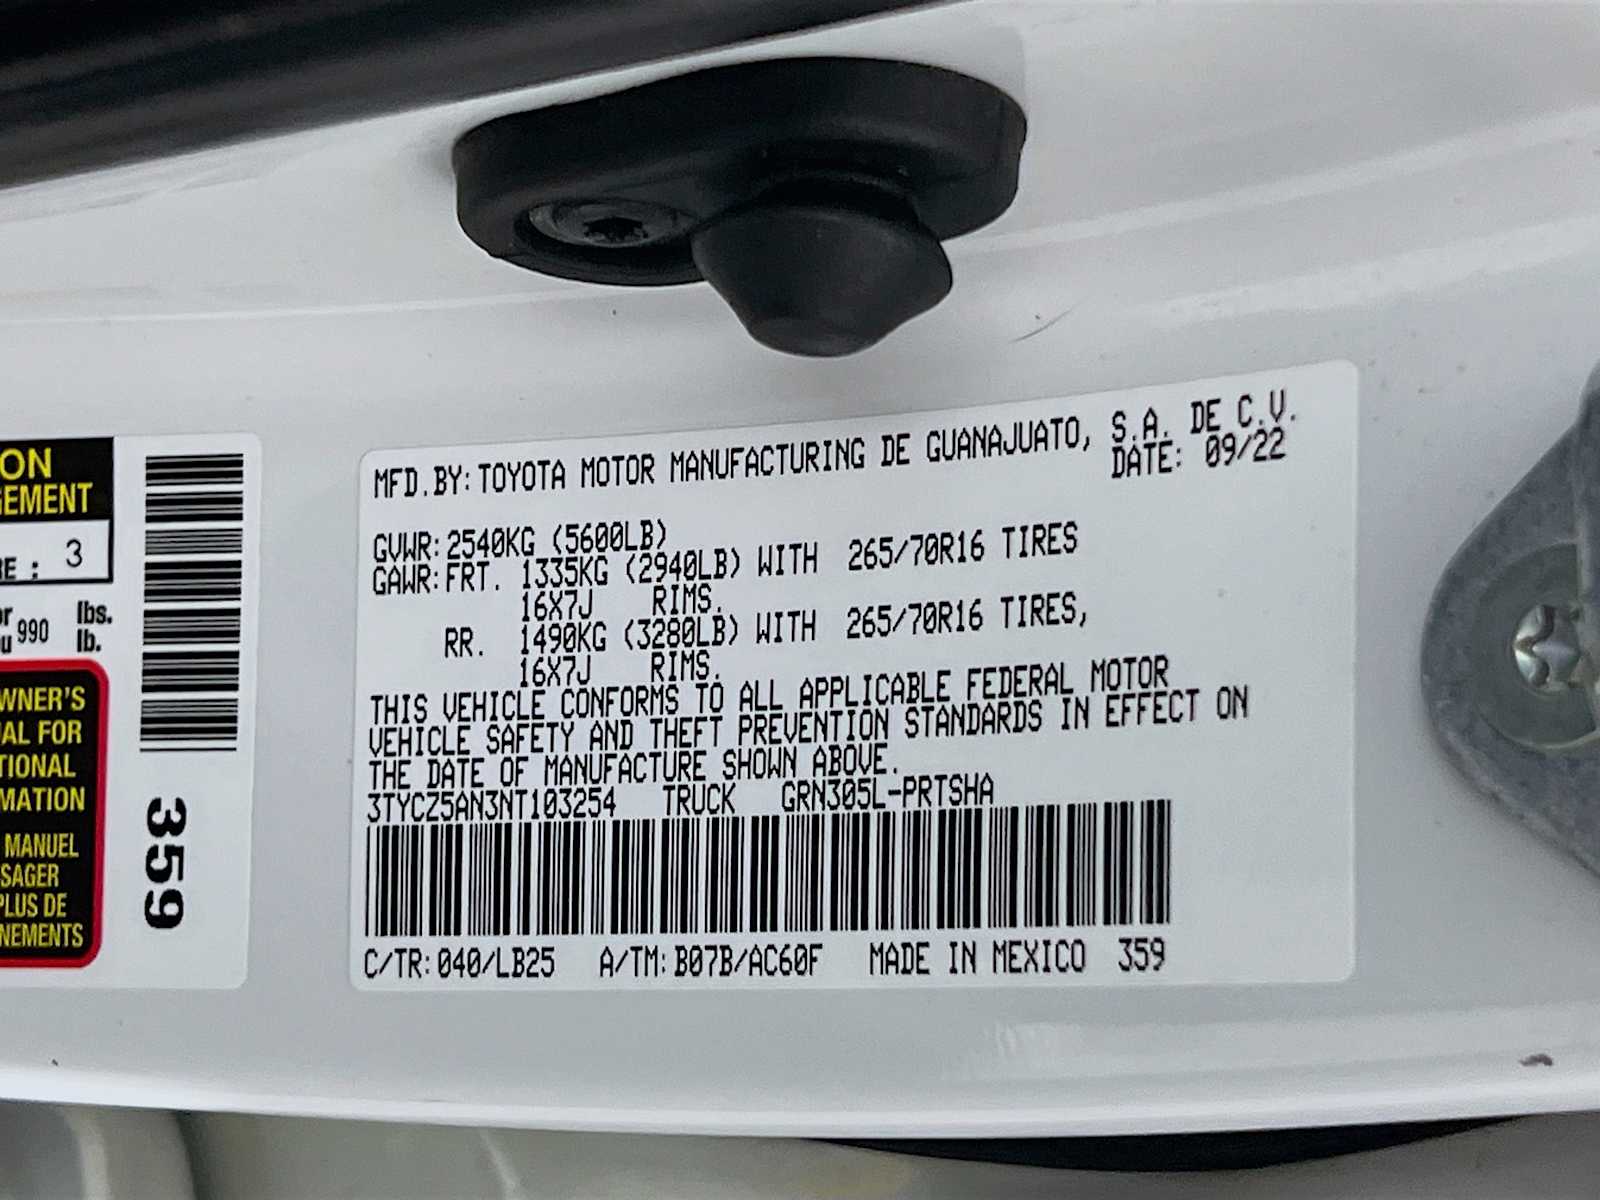 ON
GEMENT
RE : 3
or
u 990 lbs.
lb.
WNER'S
AL FOR
TIONAL
MATION
MANUEL
SAGER
PLUS DE
NEMENTS
359
MFD.BY: TOYOTA MOTOR MANUFACTURING DE GUANAJUATO, S.A. DE C.V.
DATE: 09/22
GVWR: 2540KG (5600LB)
GAWR: FRT. 1335KG (2940LB) WITH 265/70R16 TIRES
16X7J RIMS.
RR. 1490KG (3280LB) WITH 265/70R16 TIRES,
16X7J RIMS.
THIS VEHICLE CONFORMS TO ALL APPLICABLE FEDERAL MOTOR
VEHICLE SAFETY AND THEFT PREVENTION STANDARDS IN EFFECT ON
THE DATE OF MANUFACTURE SHOWN ABOVE.
3TYCZ5AN3NT103254 TRUCK GRN305L-PRTSHA
C/TR: 040/LB25 A/TM: B07B/AC60F MADE IN MEXICO 359